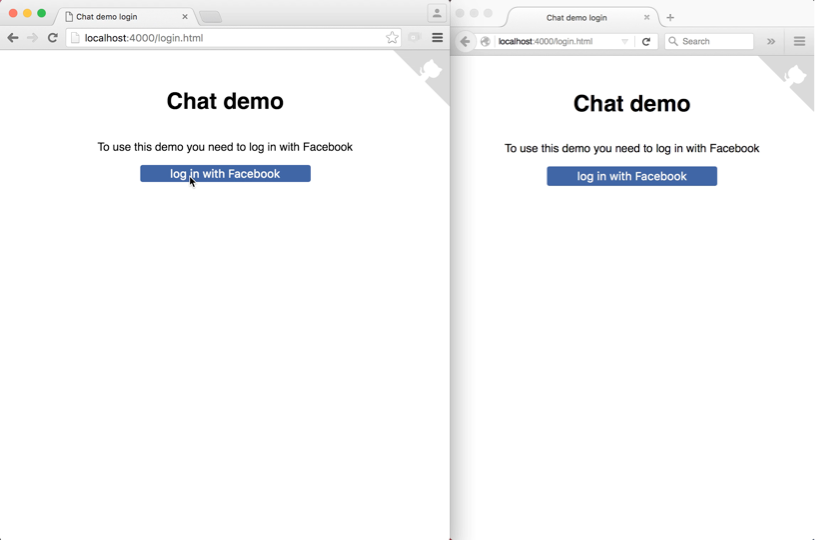 Chat demo login
localhost:4000/login.html
Chat demo
To use this demo you need to log in with Facebook
log in with Facebook
Chat demo login
localhost:4000/login.html
Search
Chat demo
To use this demo you need to log in with Facebook
log in with Facebook